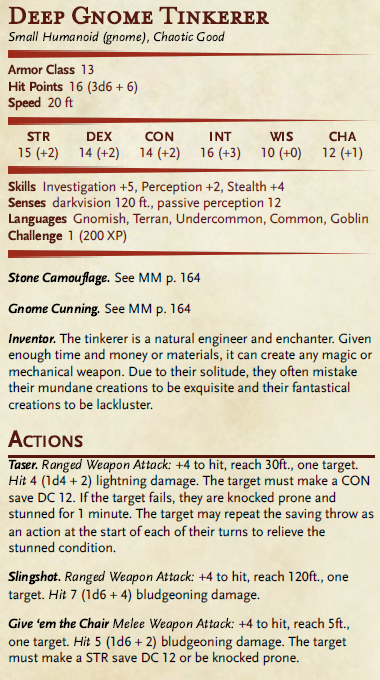 Deep Gnome Tinkerer
Small Humanoid (gnome), Chaotic Good
Armor Class 13
Hit Points 16 (3d6 + 6)
Speed 20 ft
STR DEX CON INT WIS CHA
15 (+2) 14 (+2) 14 (+2) 16 (+3) 10 (+0) 12 (+1)
Skills Investigation +5, Perception +2, Stealth +4
Senses darkvision 120 ft., passive perception 12
Languages Gnomish, Terran, Undercommon, Common, Goblin
Challenge 1 (200 XP)
Stone Camouflage. See MM p. 164
Gnome Cunning. See MM p. 164
Inventor. The tinkerer is a natural engineer and enchanter. Given
enough time and money or materials, it can create any magic or
mechanical weapon. Due to their solitude, they often mistake
their mundane creations to be exquisite and their fantastical
creations to be lackluster.
Actions
Taser. Ranged Weapon Attack: +4 to hit, reach 30ft., one target.
Hit 4 (1d4 + 2) lightning damage. The target must make a CON
save DC 12. If the target fails, they are knocked prone and
stunned for 1 minute. The target may repeat the saving throw as
an action at the start of each of their turns to relieve the
stunned condition.
Slingshot. Ranged Weapon Attack: +4 to hit, reach 120ft., one
target. Hit 7 (1d6 + 4) bludgeoning damage.
Give 'em the Chair Melee Weapon Attack: +4 to hit, reach 5ft.,
one target. Hit 5 (1d6 + 2) bludgeoning damage. The target
must make a STR save DC 12 or be knocked prone.